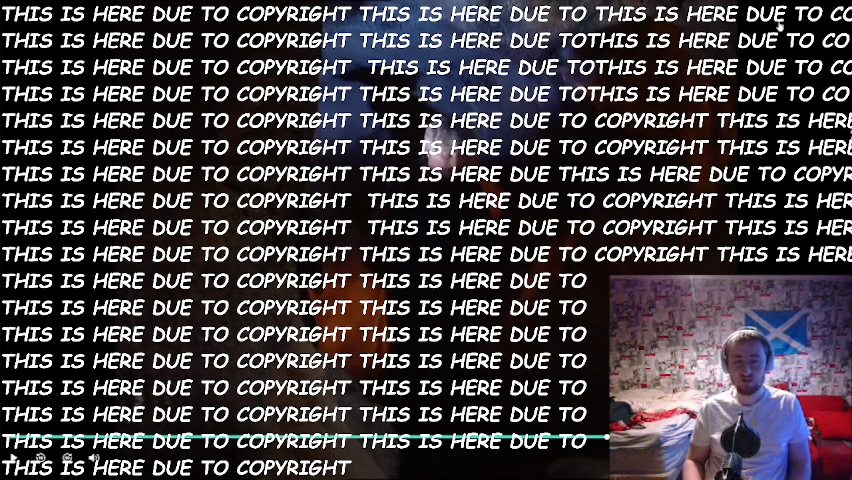 THIS IS HERE DUE TO COPYRIGHT THIS IS HERE DUE TO THIS IS HERE DUE TO CO
THIS IS HERE DUE TO COPYRIGHT THIS IS HERE DUE TOTHIS IS HERE DUE TO CO
THIS IS HERE DUE TO COPYRIGHT THIS IS HERE DUE TOTHIS IS HERE DUE TO CO
THIS IS HERE DUE TO COPYRIGHT THIS IS HERE DUE TOTHIS IS HERE DUE TO CO
THIS IS HERE DUE TO COPYRIGHT THIS IS HERE DUE TO COPYRIGHT THIS IS HERE
THIS IS HERE DUE TO COPYRIGHT THIS IS HERE DUE TO COPYRIGHT THIS IS HERE
THIS IS HERE DUE TO COPYRIGHT THIS IS HERE DUE THIS IS HERE DUE TO COPYR
THIS IS HERE DUE TO COPYRIGHT THIS IS HERE DUE TO COPYRIGHT THIS IS HER
THIS IS HERE DUE TO COPYRIGHT THIS IS HERE DUE TO COPYRIGHT THIS IS HER
THIS IS HERE DUE TO COPYRIGHT THIS IS HERE DUE TO COPYRIGHT THIS IS HERE
THIS IS HERE DUE TO COPYRIGHT THIS IS HERE DUE TO
THIS IS HERE DUE TO COPYRIGHT THIS IS HERE DUE TO
THIS IS HERE DUE TO COPYRIGHT THIS IS HERE DUE TO
THIS IS HERE DUE TO COPYRIGHT THIS IS HERE DUE TO
THIS IS HERE DUE TO COPYRIGHT THIS IS HERE DUE TO
THIS IS HERE DUE TO COPYRIGHT THIS IS HERE DUE TO
THIS IS HERE DUE TO COPYRIGHT THIS IS HERE DUE TO
THIS IS HERE DUE TO COPYRIGHT